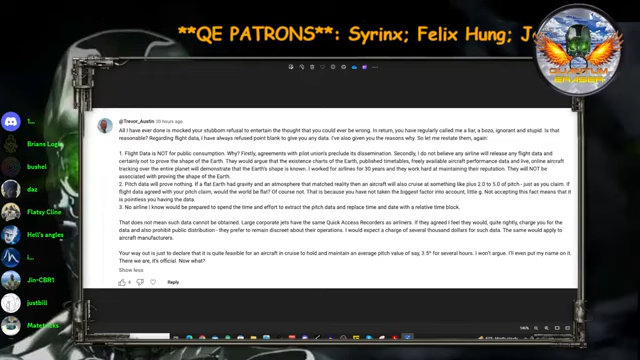 **QE PATRONS**: Syrinx; Felix Hung; J
QUANTUM
ERASER
@Trevor_Austin 20 hours ago
All I have ever done is mocked your stubborn refusal to entertain the thought that you could ever be wrong. In return, you have regularly called me a liar, a bozo, ignorant and stupid. Is that
reasonable? Regarding flight data, I have always refused point blank to give you any data. I've also given you the reasons why. So let me restate them, again:
1. Flight Data is NOT for public consumption. Why? Firstly, agreements with pilot unions preclude its dissemination. Secondly, I do not believe any airline will release any flight data and
certainly not to prove the shape of the Earth. They would argue that the existence charts of the Earth, published timetables, freely available aircraft performance data and live, online aircraft
tracking over the entire planet will demonstrate that the Earth's shape is known. I worked for airlines for 30 years and they work hard at maintaining their reputation. They will NOT be
associated with proving the shape of the Earth.
2. Pitch data will prove nothing. If a flat Earth had gravity and an atmosphere that matched reality then an aircraft will also cruise at something like plus 2.0 to 5.0 of pitch - just as you claim. If
flight data agreed with your pitch claim, would the world be flat? Of course not. That is because you have not taken the biggest factor into account, little g. Not accepting this fact means that it
is pointless you having the data.
3. No airline I know would be prepared to spend the time and effort to extract the pitch data and replace time and date with a relative time block.
That does not mean such data cannot be obtained. Large corporate jets have the same Quick Access Recorders as airliners. If they agreed I feel they would, quite rightly, charge you for the
data and also prohibit public distribution - they prefer to remain discreet about their operations. I would expect a charge of several thousand dollars for such data. The same would apply to
aircraft manufacturers.
Your way out is just to declare that it is quite feasible for an aircraft in-cruise to hold and maintain an average pitch value of say, 3.5° for several hours. I won't argue. I'll even put my name on it.
There we are, it's official. Now what?
Show less
4
Reply
1...
Brians Logic
bushel
daz
Flatsy Cline
Hell's angles
i...
Jin-CBR1
justbill
146%